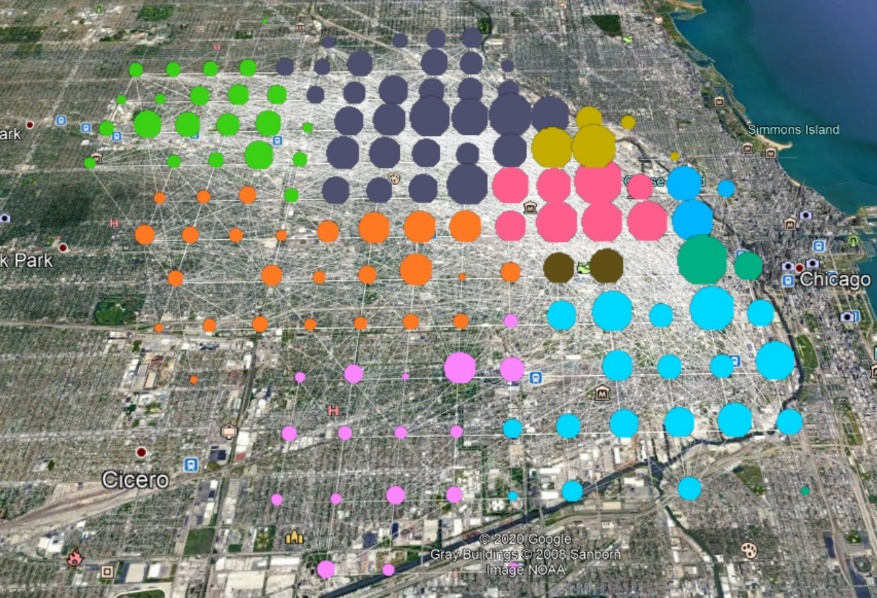 Simmons Island
ark
k Park
Chicago
Cicero
© 2020 Google
Gray Buildings © 2008 Sanborn
Image NOAA